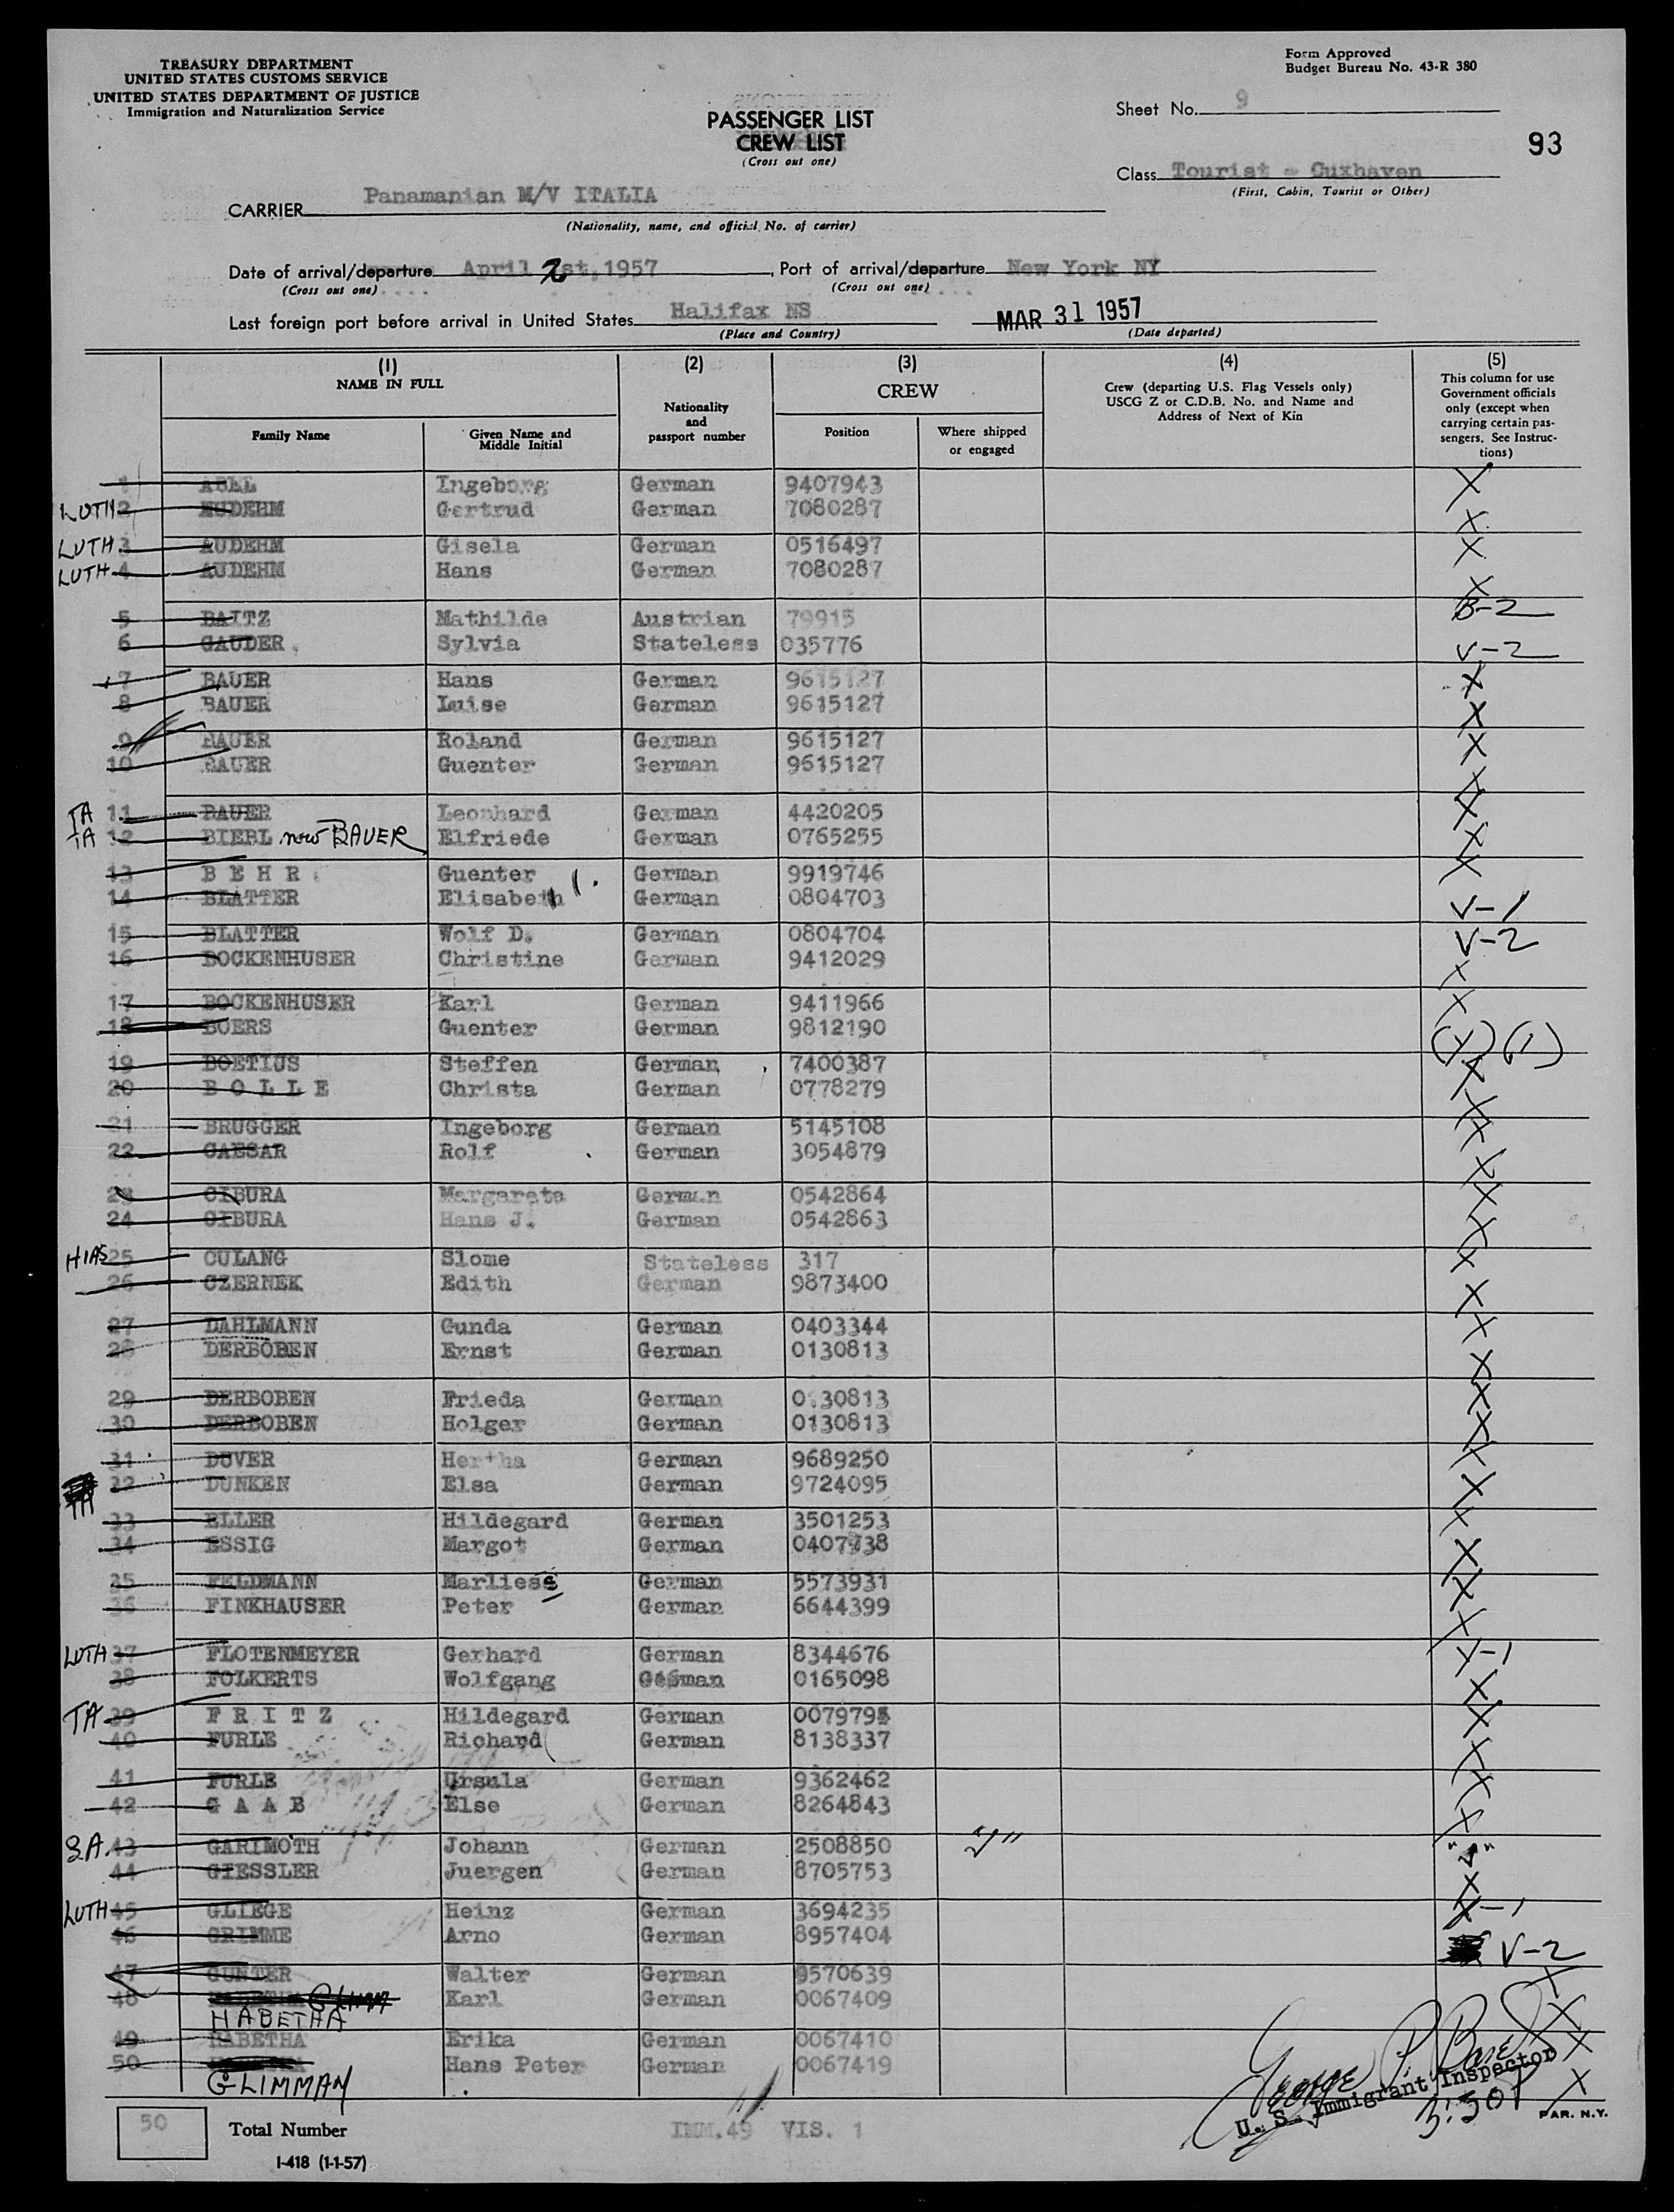 TREASURY DEPARTMENT
UNITED STATES CUSTOMS SERVICE
UNITED STATES DEPARTMENT OF JUSTICE
Immigration and Naturalization Service
Form Approved
Budget Bureau No. 43-R 380
PASSENGER LIST
CREW LIST
(Cross out one)
Sheet No. 9
93
Class Tourist - Cuxhaven
(First, Cabin, Tourist or Other)
CARRIER Panamanian M/V ITALIA
(Nationality, name, and official No. of carrier)
Date of arrival/departure April 2st, 1957, Port of arrival/departure New York NY
(Cross out one) (Cross out one)
Last foreign port before arrival in United States Halifax NS MAR 31 1957
(Place and Country) (Date departed)
(1) NAME IN FULL
Family Name
Given Name and Middle Initial
(2) Nationality and passport number
(3) CREW
Position
Where shipped or engaged
(4) Crew (departing U.S. Flag Vessels only) USCG Z or C.D.B. No. and Name and Address of Next of Kin
(5) This column for use Government officials only (except when carrying certain passengers. See Instructions)
1 ABEL Ingeborg German 9407943 X
LUTH 2 AUDEHM Gertrud German 7080287 X
LUTH. 3 AUDEHM Gisela German 0516497 X
LUTH 4 AUDEHM Hans German 7080287 X
5 BAITZ Mathilde Austrian 79915 B-2
6 GAUDER Sylvia Stateless 035776 V-2
7 BAUER Hans German 9615127 X
8 BAUER Luise German 9615127 X
9 BAUER Roland German 9615127 X
10 BAUER Guenter German 9615127 X
TA 11 BAUER Leonhard German 4420205 X
TA 12 BIEBL now BAUER Elfriede German 0765255 X
13 B E H R Guenter German 9919746 X
14 BLATTER Elisabeth German 0804703 V-1
15 BLATTER Wolf D. German 0804704 V-2
16 BOCKENHUSER Christine German 9412029 X
17 BOCKENHUSER Karl German 9411966 X
18 BOERS Guenter German 9812190
19 BOETIUS Steffen German 7400387 X
20 B O L L E Christa German 0778279 X
21 BRUGGER Ingeborg German 5145108 X
22 CAESAR Rolf German 3054879 X
23 CIBURA Margarete German 0542864 X
24 CIBURA Hans J. German 0542863 X
HIAS 25 CULANG Slome Stateless 317 X
26 CZERNEK Edith German 9873400 X
27 DAHLMANN Gunda German 0403344 X
28 DERBOBEN Ernst German 0130813 X
29 DERBOBEN Frieda German 0130813 X
30 DERBOBEN Holger German 0130813 X
31 DUVER Hertha German 9689250 X
32 DUNKEN Elsa German 9724095 X
33 ELLER Hildegard German 3501253 X
34 ESSIG Margot German 0407938 X
35 FELDMANN Marliess German 5573931 X
36 FINKHAUSER Peter German 6644399 X
LUTH 37 FLOTENMEYER Gerhard German 8344676 Y-1
38 FOLKERTS Wolfgang German 0165098 X
TA 39 F R I T Z Hildegard German 0079795 X
40 FURLE Richard German 8138337 X
41 FURLE Ursula German 9362462 X
42 G A A B Else German 8264843 X
S.A. 43 GARIMOTH Johann German 2508850
44 GIESSLER Juergen German 8705753 X
LUTH 45 GLIEGE Heinz German 3694235 X-1
46 GRIMME Arno German 8957404 V-2
47 GUNTER Walter German 9570639 X
48 HABETHA Karl German 0067409 X
49 HABETHA Erika German 0067410 X
50 GLIMMAN Hans Peter German 0067419 X
George P.
U. S. Immigrant Inspector
PAR. N.Y.
50 Total Number IMM.49 VIS. 1
I-418 (1-1-57)